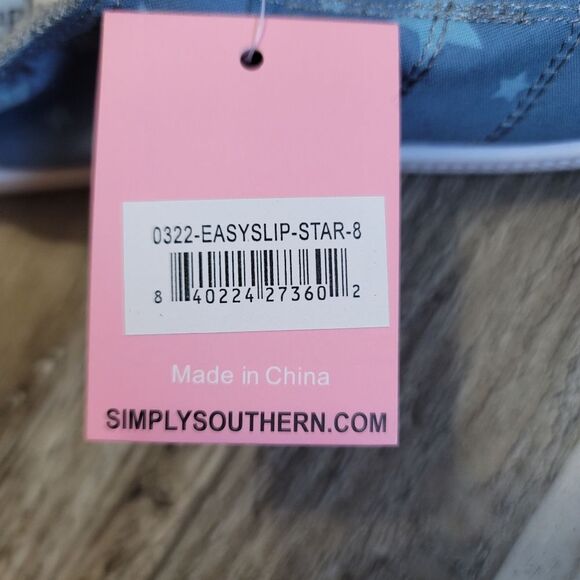 0322-EASYSLIP-STAR-8
8 40224 27360 2
Made in China
SIMPLYSOUTHERN.COM